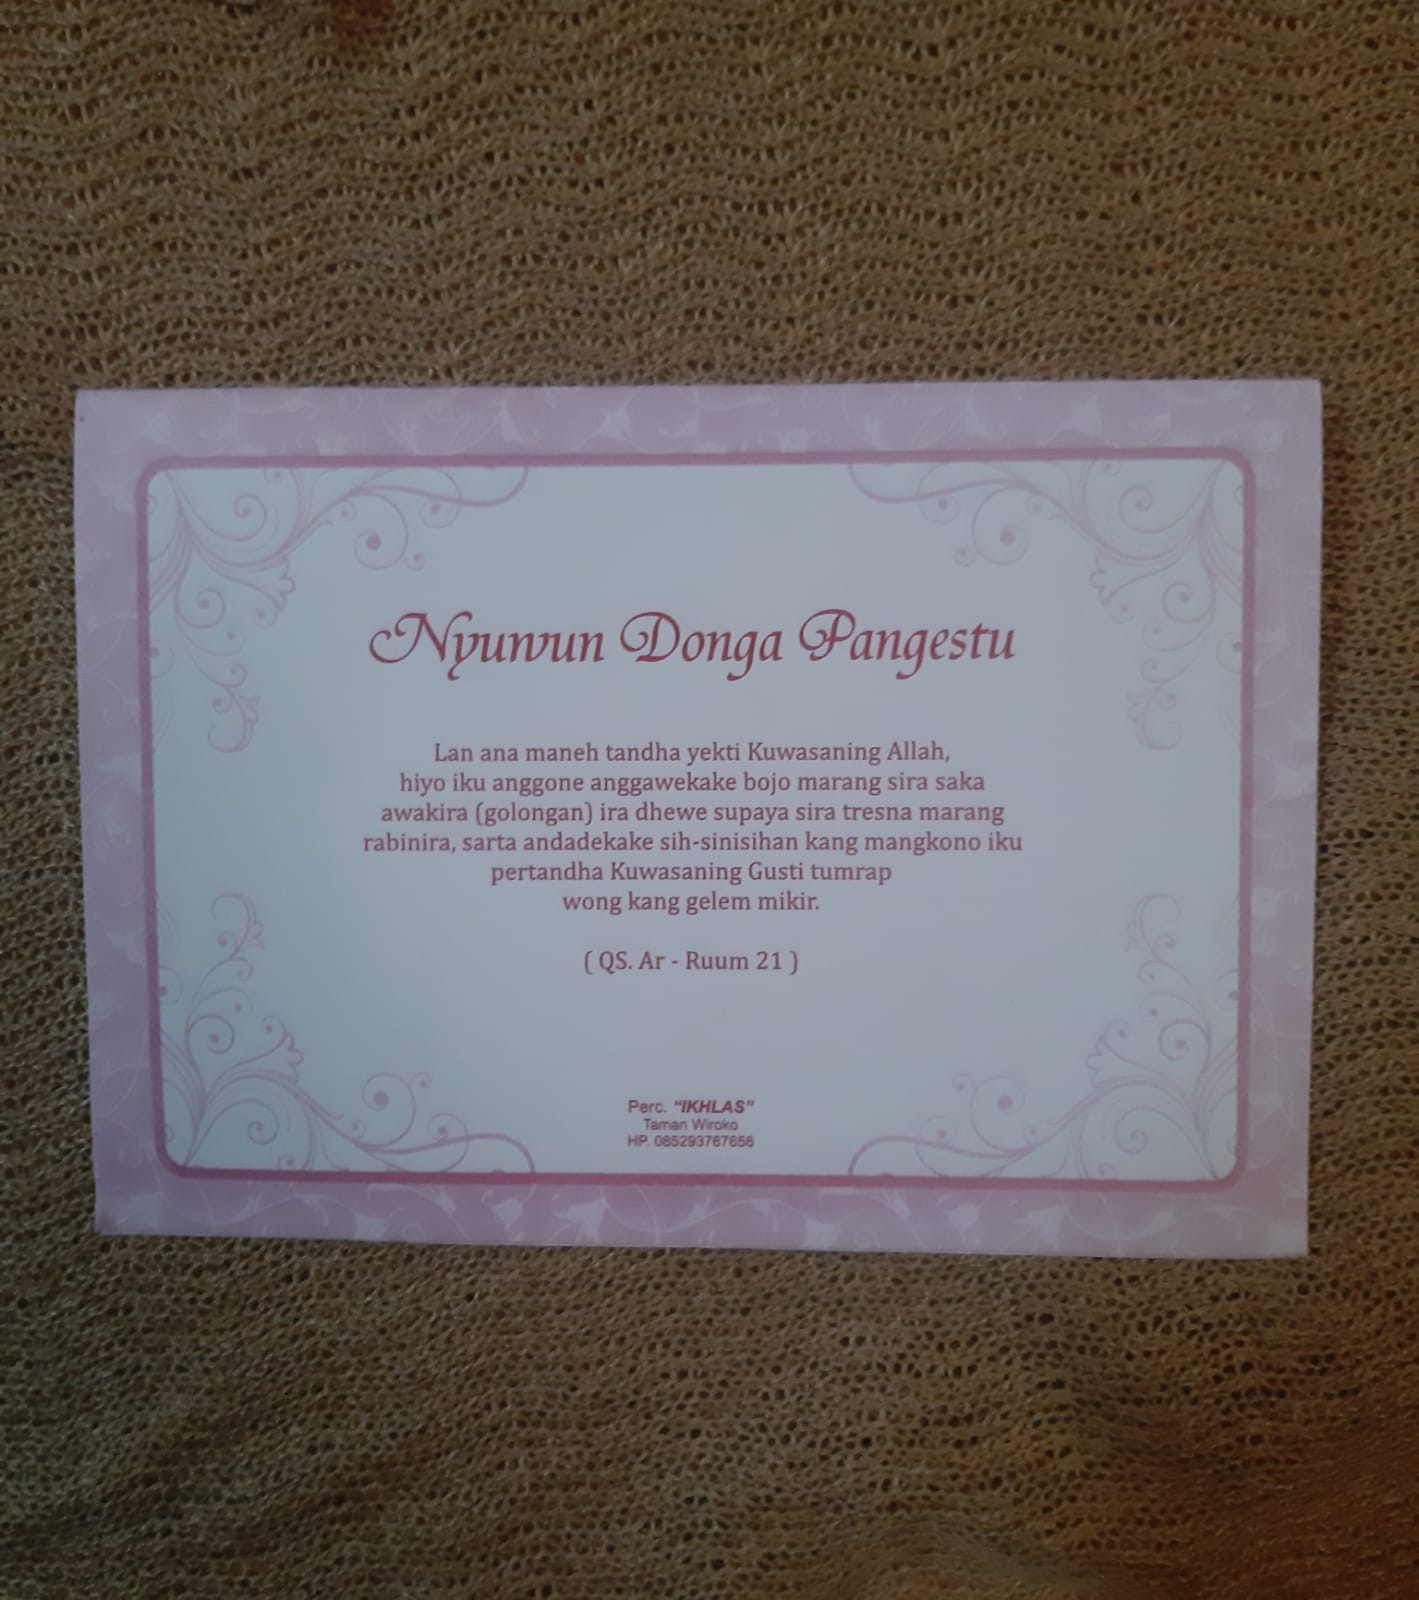 Nyuwun Donga Pangestu
Lan ana maneh tandha yekti Kuwasaning Allah,
hiyo iku anggone anggawekake bojo marang sira saka
awakira (golongan) ira dhewe supaya sira tresna marang
rabinira, sarta andadekake sih-sinisihan kang mangkono iku
pertandha Kuwasaning Gusti tumrap
wong kang gelem mikir.
( QS. Ar - Ruum 21 )
Perc. "IKHLAS"
Taman Wiroko
HP. 085293767656